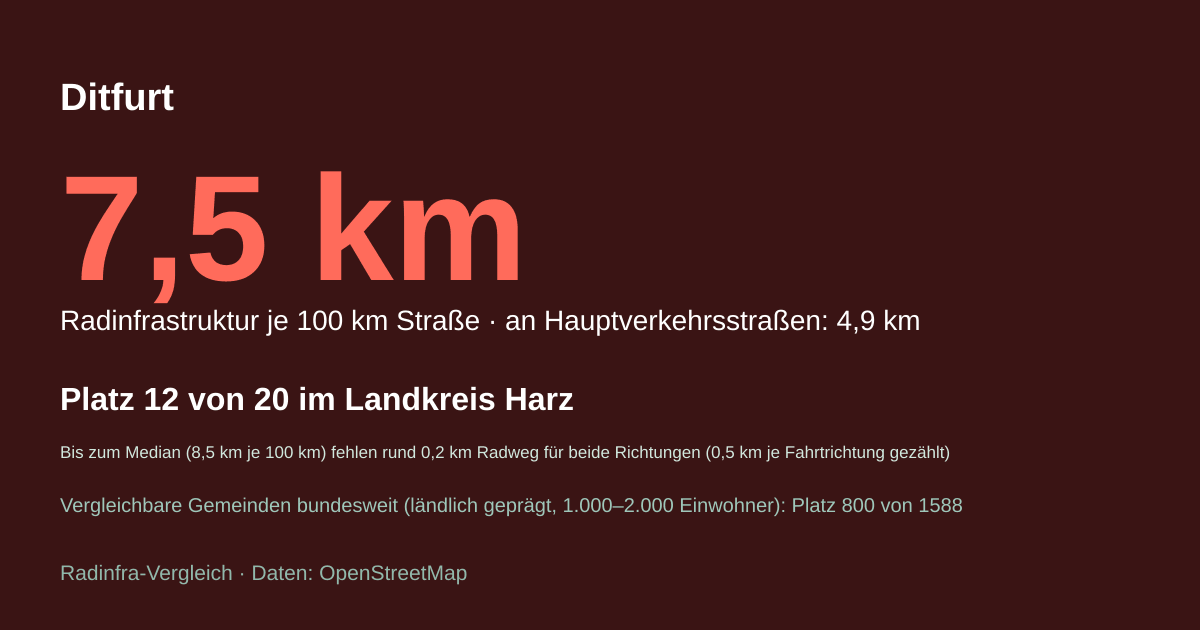 Ditfurt
7,5 km
Radinfrastruktur je 100 km Straße · an Hauptverkehrsstraßen: 4,9 km
Platz 12 von 20 im Landkreis Harz
Bis zum Median (8,5 km je 100 km) fehlen rund 0,2 km Radweg für beide Richtungen (0,5 km je Fahrtrichtung gezählt)
Vergleichbare Gemeinden bundesweit (ländlich geprägt, 1.000–2.000 Einwohner): Platz 800 von 1588
Radinfra-Vergleich · Daten: OpenStreetMap